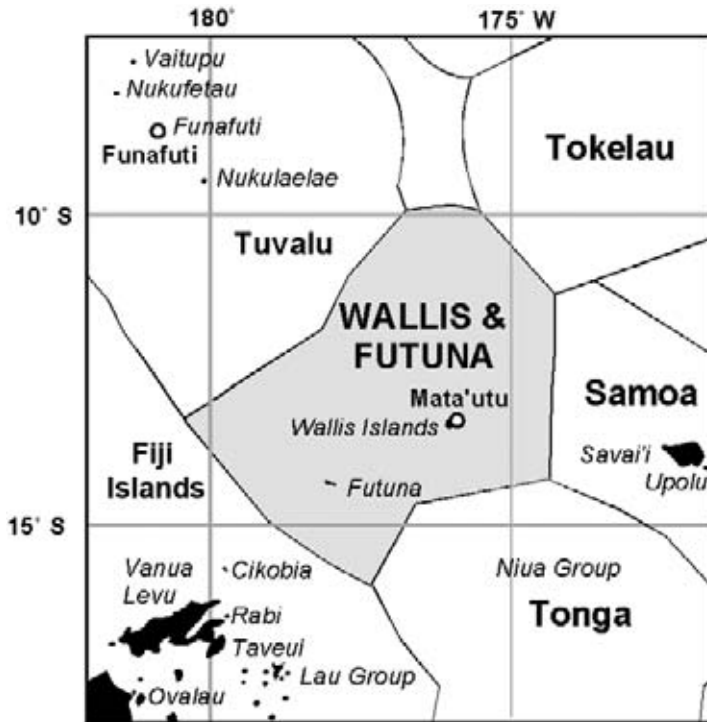 180°
175° W
Vaitupu
Nukufetau
Funafuti
Funafuti
Nukulaelae
Tokelau
10° S
Tuvalu
WALLIS &
FUTUNA
Mata'utu
Wallis Islands
Samoa
Savai'i
Upolu
Fiji
Islands
Futuna
15° S
Vanua
Levu
Cikobia
Niua Group
Rabi
Tonga
Taveui
Lau Group
Ovalau